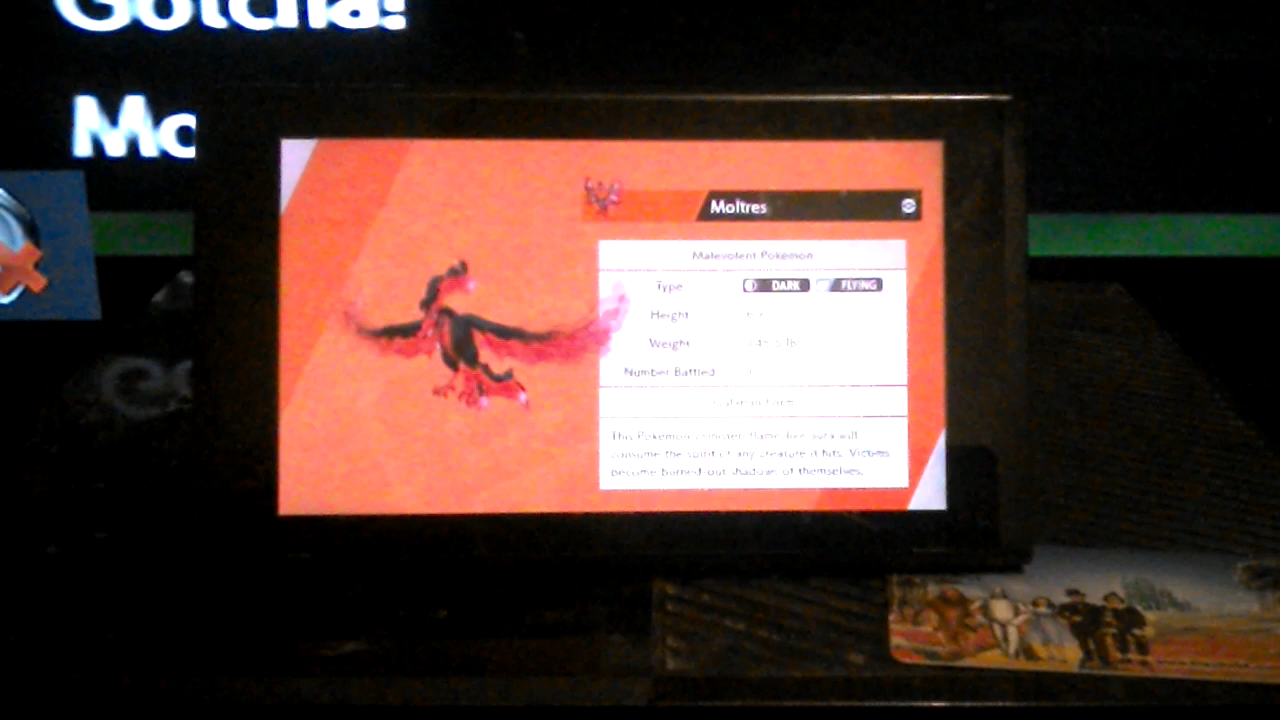 Gotcha!
Mo
Moltres
Malevolent Pokémon
Type DARK FLYING
Height
Weight
Number Battled
This Pokémon's sinister, flame-like aura will
consume the spirit of any creature it hits. Victims
become burned-out shadows of themselves.